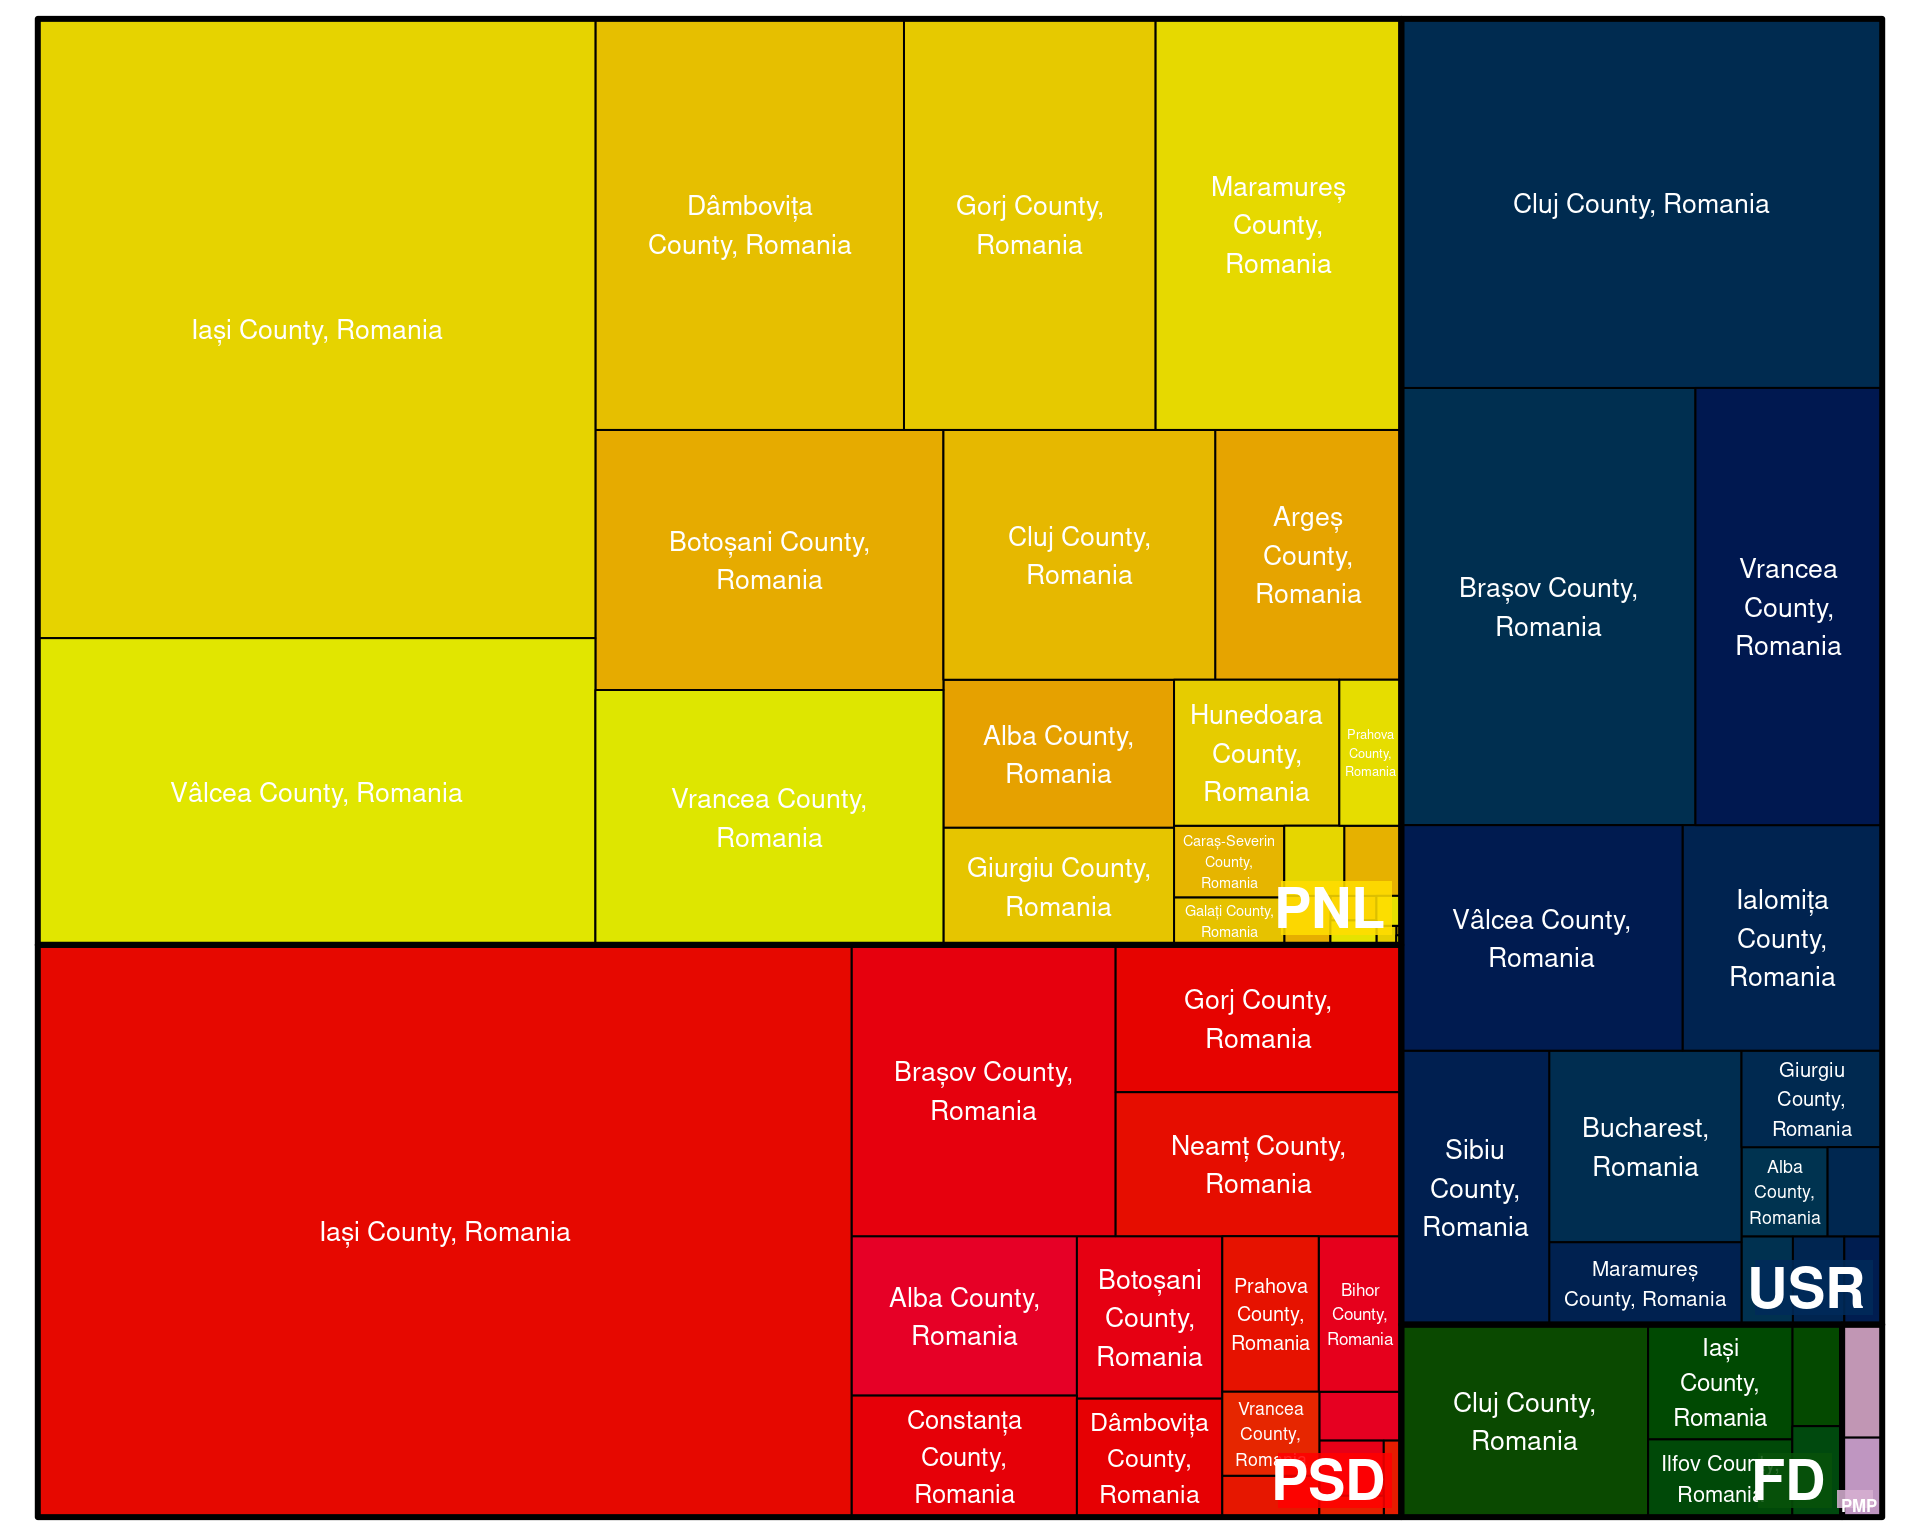 Iași County, Romania
Dâmbovița
County, Romania
Gorj County,
Romania
Maramureș
County,
Romania
Botoșani County,
Romania
Cluj County,
Romania
Argeș
County,
Romania
Vâlcea County, Romania
Vrancea County,
Romania
Alba County,
Romania
Hunedoara
County,
Romania
Prahova
County,
Romania
Giurgiu County,
Romania
Caraș-Severin
County,
Romania
Galați County,
Romania
PNL
Iași County, Romania
Brașov County,
Romania
Gorj County,
Romania
Neamț County,
Romania
Alba County,
Romania
Botoșani
County,
Romania
Prahova
County,
Romania
Bihor
County,
Romania
Constanța
County,
Romania
Dâmbovița
County,
Romania
Vrancea
County,
Romania
PSD
Cluj County, Romania
Brașov County,
Romania
Vrancea
County,
Romania
Vâlcea County,
Romania
Ialomița
County,
Romania
Sibiu
County,
Romania
Bucharest,
Romania
Giurgiu
County,
Romania
Alba
County,
Romania
Maramureș
County, Romania
USR
Cluj County,
Romania
Iași
County,
Romania
Ilfov County,
Romania
FD
PMP